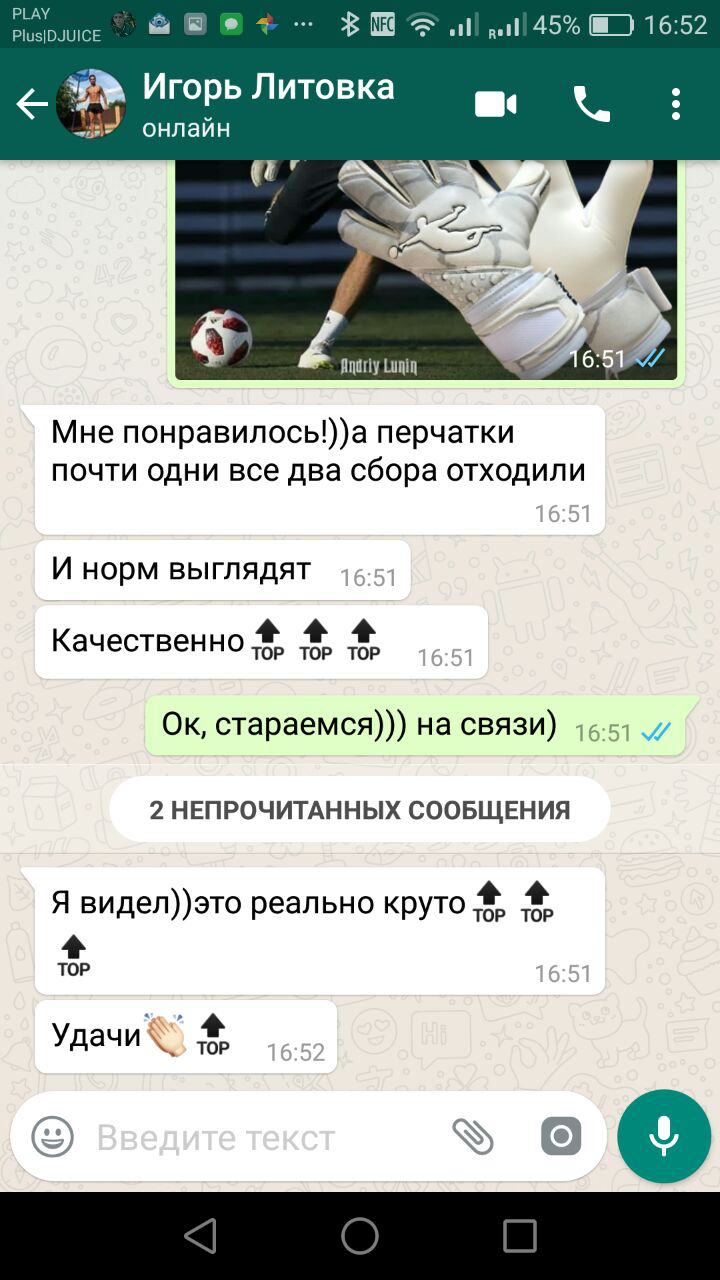 PLAY
Plus|DJUICE
NFC
R
45%
16:52
Игорь Литовка
онлайн
Andriy Lunin
16:51
Мне понравилось!))а перчатки
почти одни все два сбора отходили
16:51
И норм выглядят
16:51
Качественно TOP TOP TOP
16:51
Ок, стараемся))) на связи)
16:51
2 НЕПРОЧИТАННЫХ СООБЩЕНИЯ
Я видел))это реально круто TOP TOP
TOP
16:51
Удачи TOP
16:52
Введите текст